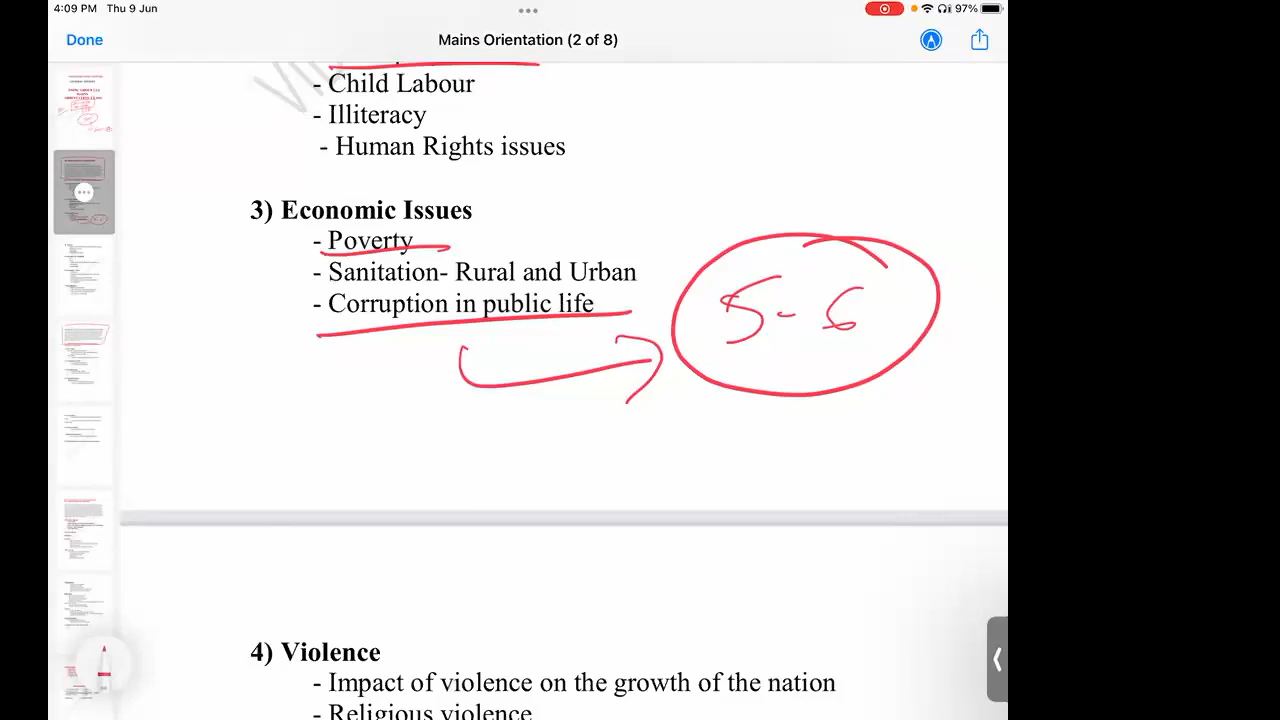 4:09 PM Thu 9 Jun
97%
Done
Mains Orientation (2 of 8)
- Child Labour
- Illiteracy
- Human Rights issues
3) Economic Issues
- Poverty
- Sanitation- Rural and Urban
- Corruption in public life
5-6
4) Violence
- Impact of violence on the growth of the nation
- Religious violence